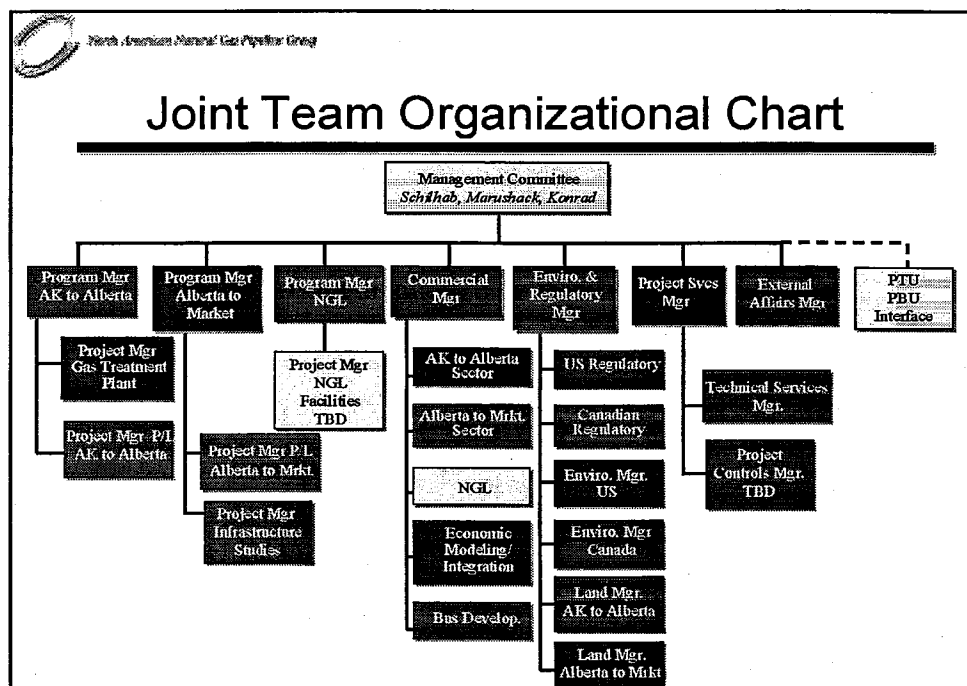 North American Natural Gas Pipeline Group
Joint Team Organizational Chart
Management Committee
Schilhab, Marushack, Konrad
Program Mgr
AK to Alberta
Program Mgr
Alberta to
Market
Program Mgr
NGL
Commercial
Mgr
Enviro. &
Regulatory
Mgr
Project Svcs
Mgr
External
Affairs Mgr
PTU
PBU
Interface
Project Mgr
Gas Treatment
Plant
Project Mgr P/L
AK to Alberta
Project Mgr P/L
Alberta to Mrkt.
Project Mgr
Infrastructure
Studies
Project Mgr
NGL
Facilities
TBD
AK to Alberta
Sector
Alberta to Mrkt.
Sector
NGL
Economic
Modeling/
Integration
Bus Develop.
US Regulatory
Canadian
Regulatory
Enviro. Mgr.
US
Enviro. Mgr
Canada
Land Mgr.
AK to Alberta
Land Mgr.
Alberta to Mrkt
Technical Services
Mgr.
Project
Controls Mgr.
TBD